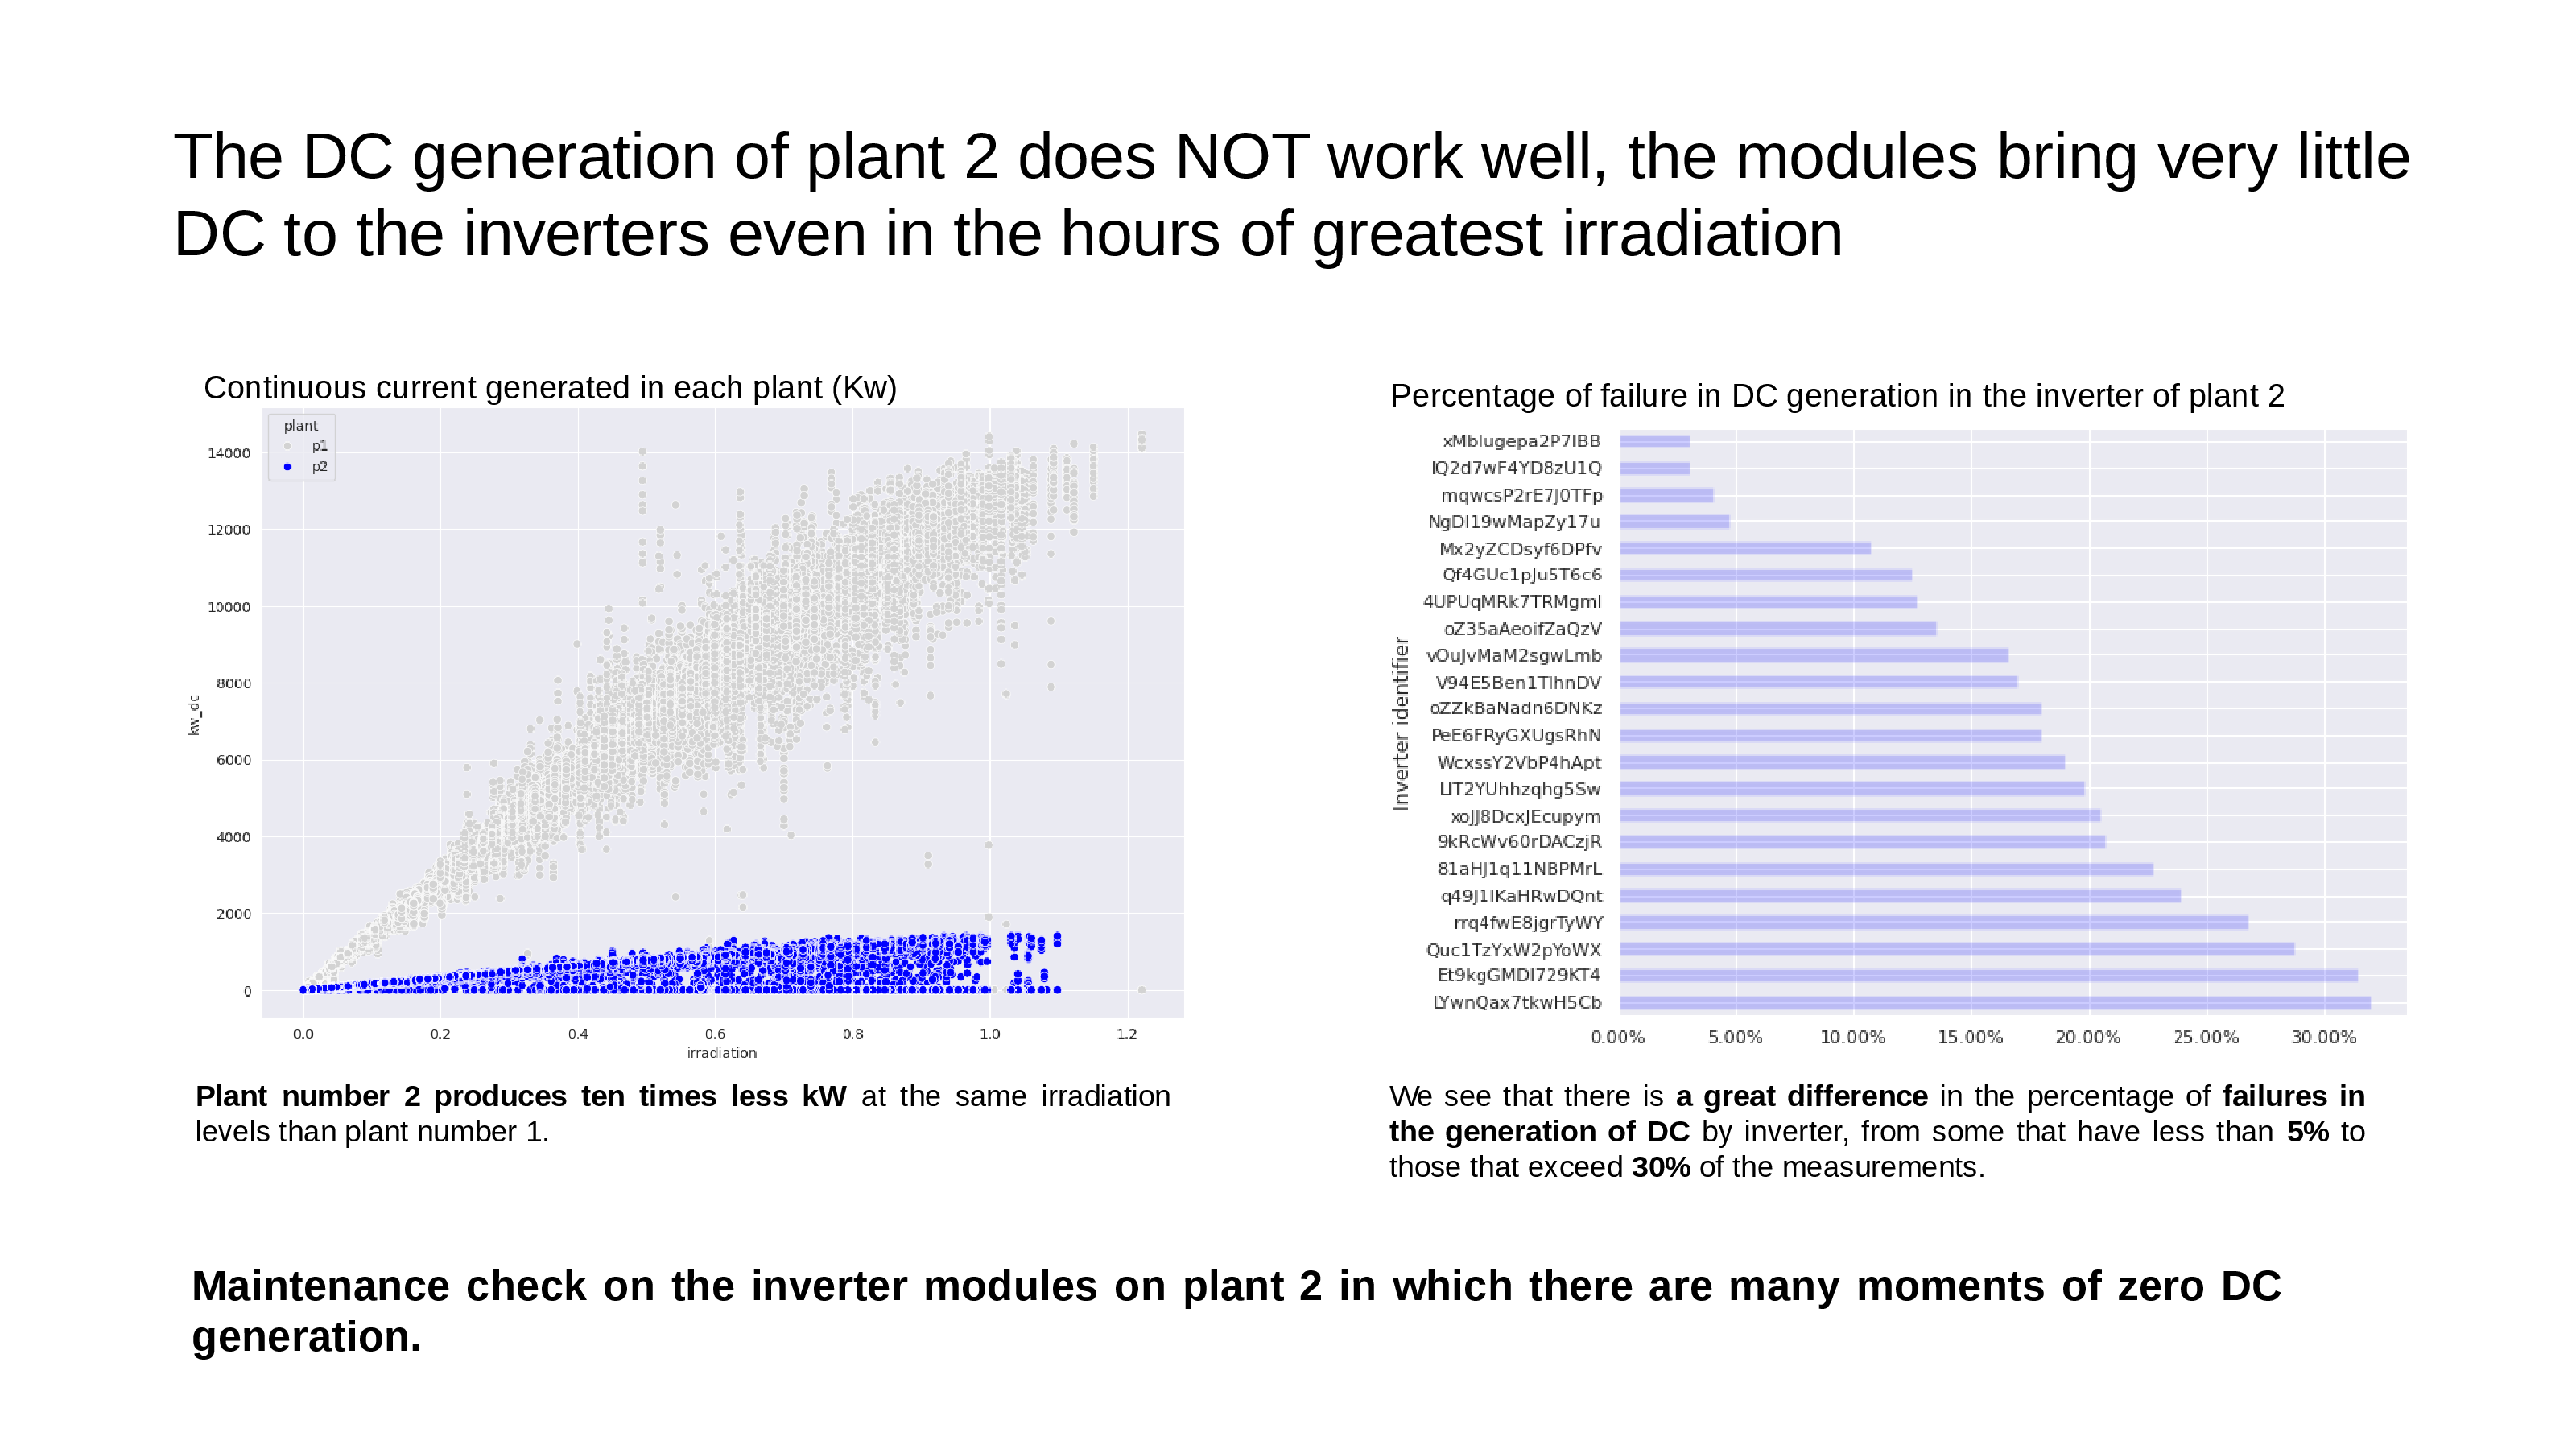 The DC generation of plant 2 does NOT work well, the modules bring very little
DC to the inverters even in the hours of greatest irradiation
Continuous current generated in each plant (Kw)
plant
p1
p2
14000
12000
10000
8000
6000
4000
2000
0
kw_dc
0.0 0.2 0.4 0.6 0.8 1.0 1.2
irradiation
Plant number 2 produces ten times less kW at the same irradiation
levels than plant number 1.
Percentage of failure in DC generation in the inverter of plant 2
Inverter identifier
xMbIugepa2P7lBB
IQ2d7wF4YD8zU1Q
mqwcsP2rE7J0TFp
NgDl19wMapZy17u
Mx2yZCDsyf6DPfv
Qf4GUc1pJu5T6c6
4UPUqMRk7TRMgml
oZ35aAeoifZaQzV
vOuJvMaM2sgwLmb
V94E5Ben1TlhnDV
oZZkBaNadn6DNKz
PeE6FRyGXUgsRhN
WcxssY2VbP4hApt
LlT2YUhhzqhg5Sw
xoJJ8DcxJEcupym
9kRcWv60rDACzjR
81aHJ1q11NBPMrL
q49J1IKaHRwDQnt
rrq4fwE8jgrTyWY
Quc1TzYxW2pYoWX
Et9kgGMDl729KT4
LYwnQax7tkwH5Cb
0.00% 5.00% 10.00% 15.00% 20.00% 25.00% 30.00%
We see that there is a great difference in the percentage of failures in
the generation of DC by inverter, from some that have less than 5% to
those that exceed 30% of the measurements.
Maintenance check on the inverter modules on plant 2 in which there are many moments of zero DC
generation.